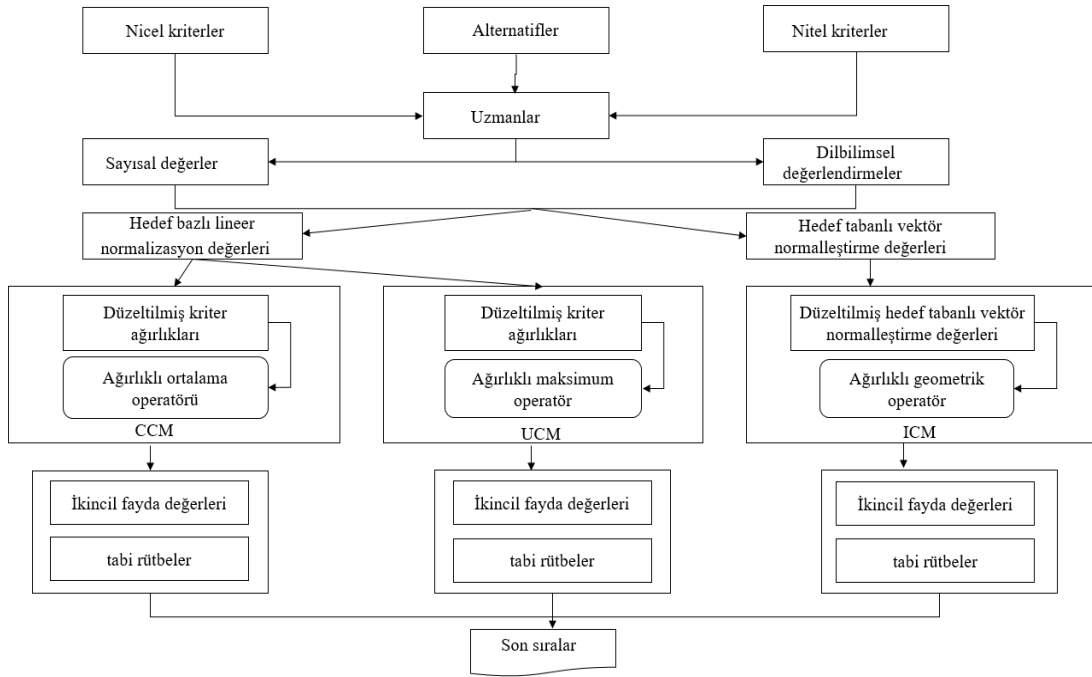 Nicel kriterler
Alternatifler
Nitel kriterler
Uzmanlar
Sayısal değerler
Dilbilimsel
değerlendirmeler
Hedef bazlı lineer
normalizasyon değerleri
Hedef tabanlı vektör
normalleştirme değerleri
Düzeltilmiş kriter
ağırlıkları
Ağırlıklı ortalama
operatörü
CCM
Düzeltilmiş kriter
ağırlıkları
Ağırlıklı maksimum
operatör
UCM
Düzeltilmiş hedef tabanlı vektör
normalleştirme değerleri
Ağırlıklı geometrik
operatör
ICM
İkincil fayda değerleri
tabi rütbeler
İkincil fayda değerleri
tabi rütbeler
İkincil fayda değerleri
tabi rütbeler
Son sıralar